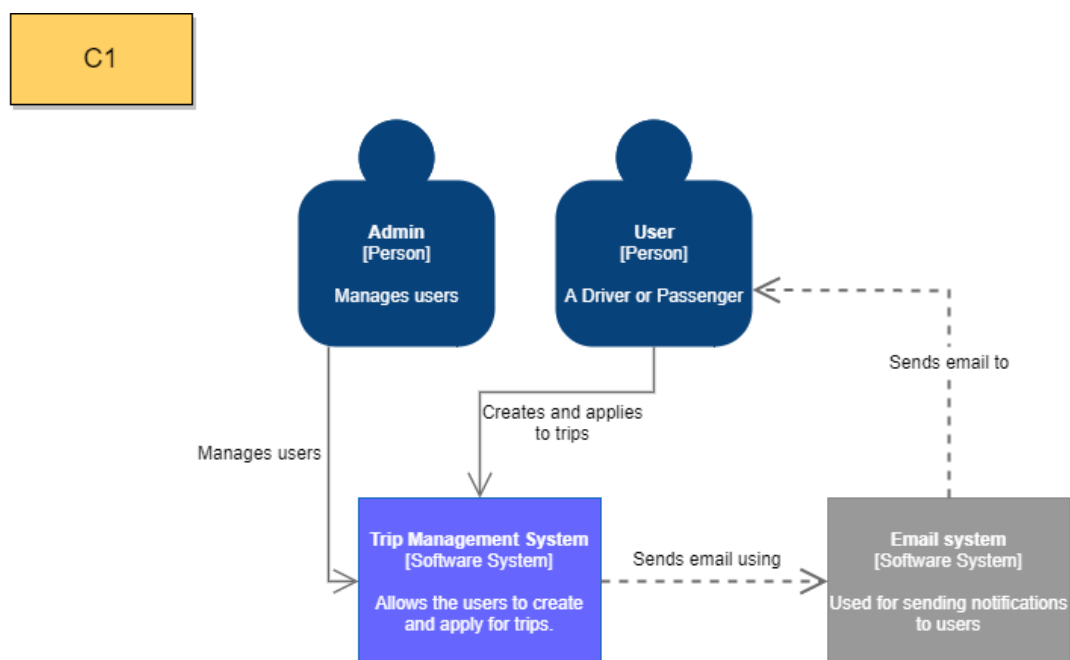 C1
Admin
[Person]
Manages users
User
[Person]
A Driver or Passenger
Sends email to
Creates and applies
to trips
Manages users
Trip Management System
[Software System]
Allows the users to create
and apply for trips.
Sends email using
Email system
[Software System]
Used for sending notifications
to users